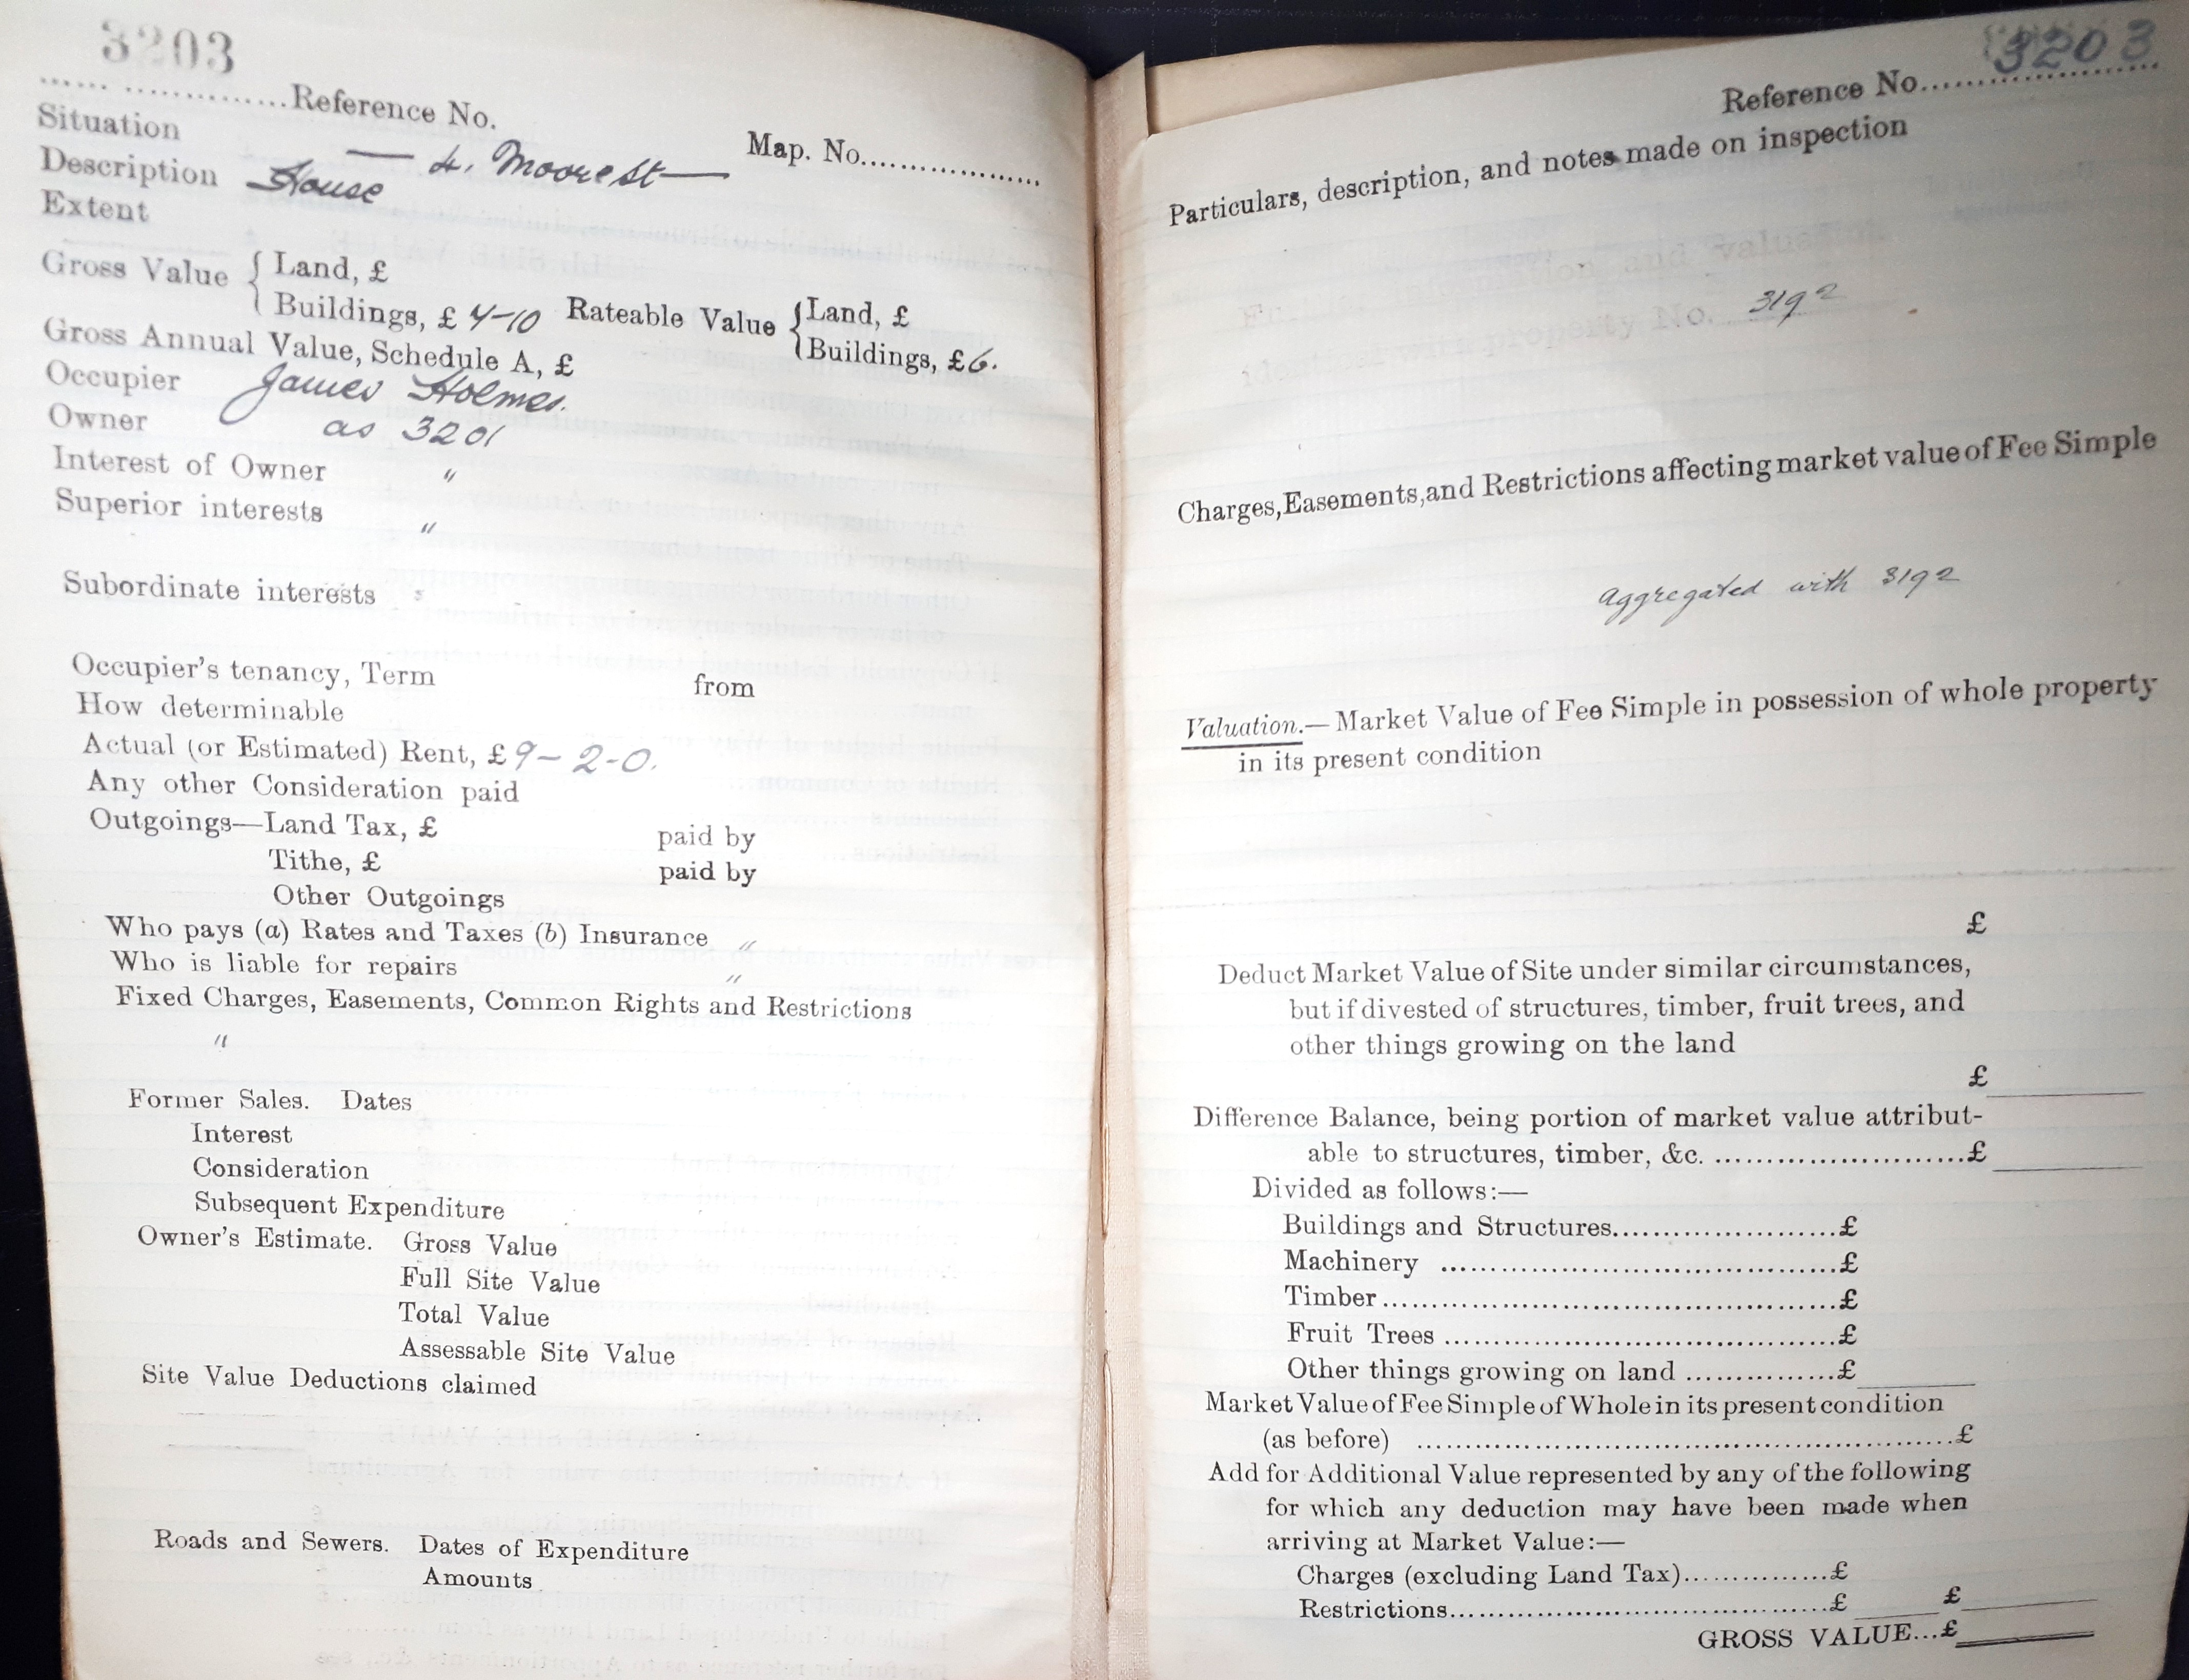 3203
Reference No.
Situation — 4, Moore St — Map. No.
Description House
Extent
Gross Value { Land, £
Buildings, £ 4-10 Rateable Value { Land, £
Buildings, £ 6.
Gross Annual Value, Schedule A, £
Occupier James Holmes.
Owner as 3201
Interest of Owner "
Superior interests "
Subordinate interests
Occupier's tenancy, Term from
How determinable
Actual (or Estimated) Rent, £ 9-2-0.
Any other Consideration paid
Outgoings—Land Tax, £ paid by
Tithe, £ paid by
Other Outgoings
Who pays (a) Rates and Taxes (b) Insurance "
Who is liable for repairs "
Fixed Charges, Easements, Common Rights and Restrictions
"
Former Sales. Dates
Interest
Consideration
Subsequent Expenditure
Owner's Estimate. Gross Value
Full Site Value
Total Value
Assessable Site Value
Site Value Deductions claimed
Roads and Sewers. Dates of Expenditure
Amounts
Reference No. 3203
Particulars, description, and notes made on inspection
and valuation
property No. 3192
Charges, Easements, and Restrictions affecting market value of Fee Simple
Aggregated with 3192
Valuation.—Market Value of Fee Simple in possession of whole property
in its present condition
£
Deduct Market Value of Site under similar circumstances,
but if divested of structures, timber, fruit trees, and
other things growing on the land
£
Difference Balance, being portion of market value attribut-
able to structures, timber, &c. £
Divided as follows:—
Buildings and Structures £
Machinery £
Timber £
Fruit Trees £
Other things growing on land £
Market Value of Fee Simple of Whole in its present condition
(as before) £
Add for Additional Value represented by any of the following
for which any deduction may have been made when
arriving at Market Value:—
Charges (excluding Land Tax) £
Restrictions £ £
GROSS VALUE...£